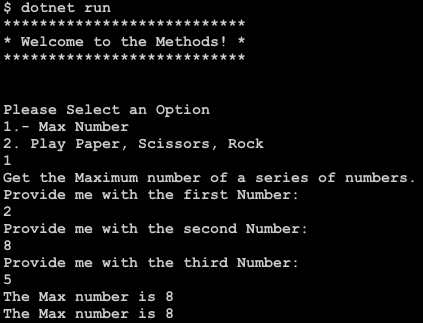 $ dotnet run
***************************
* Welcome to the Methods! *
***************************
Please Select an Option
1.- Max Number
2. Play Paper, Scissors, Rock
1
Get the Maximum number of a series of numbers.
Provide me with the first Number:
2
Provide me with the second Number:
8
Provide me with the third Number:
5
The Max number is 8
The Max number is 8